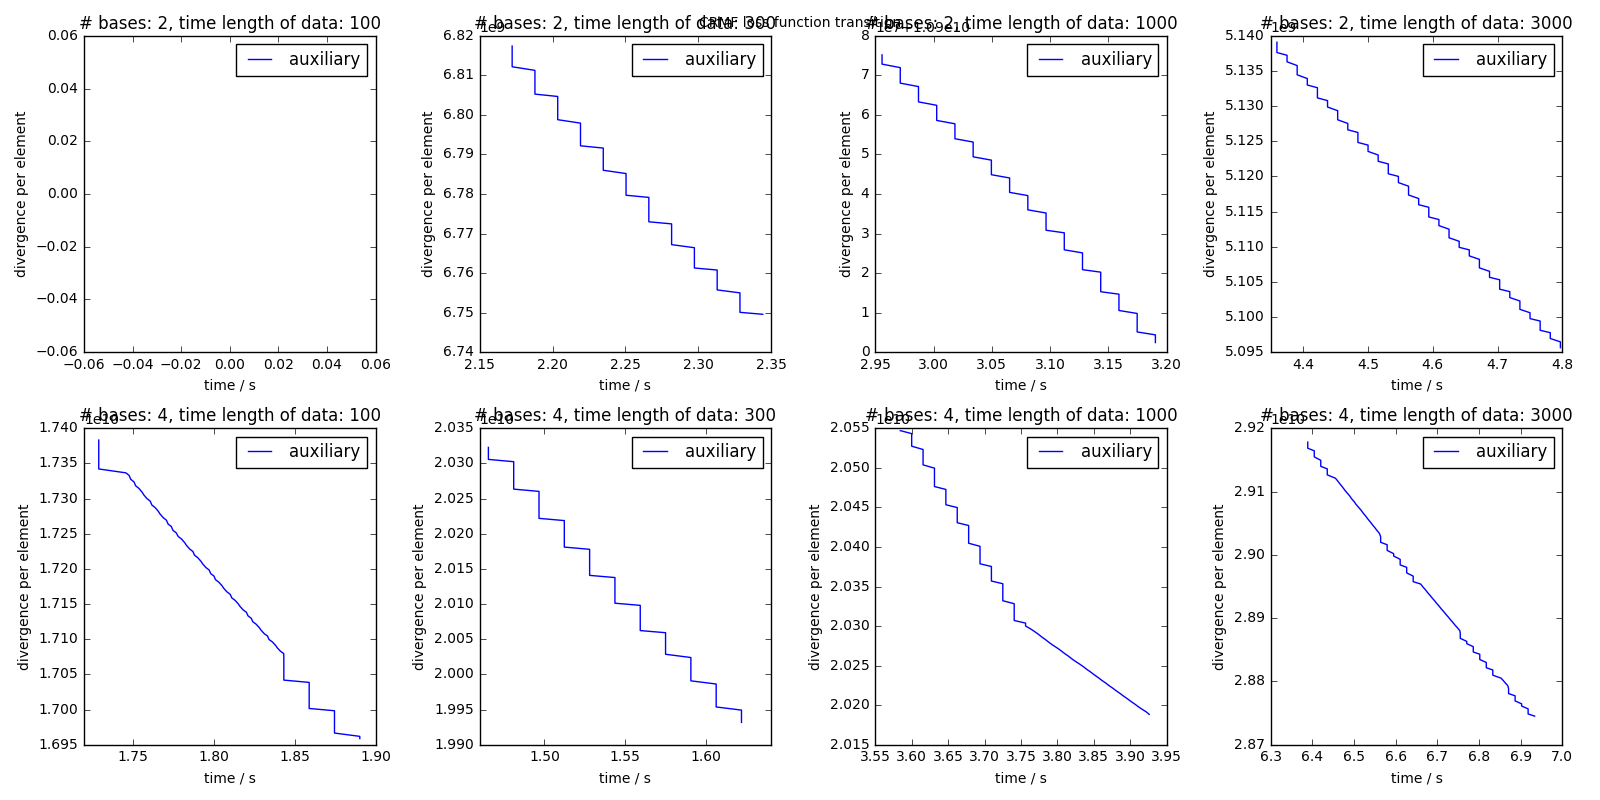 CRMF loss function transition
# bases: 2, time length of data: 100
0.06
0.04
0.02
0.00
−0.02
−0.04
−0.06
divergence per element
auxiliary
−0.06 −0.04 −0.02 0.00 0.02 0.04 0.06
time / s
# bases: 2, time length of data: 300
1e9
6.82
6.81
6.80
6.79
6.78
6.77
6.76
6.75
6.74
divergence per element
auxiliary
2.15 2.20 2.25 2.30 2.35
time / s
# bases: 2, time length of data: 1000
1e7+1.09e10
8
7
6
5
4
3
2
1
0
divergence per element
auxiliary
2.95 3.00 3.05 3.10 3.15 3.20
time / s
# bases: 2, time length of data: 3000
1e9
5.140
5.135
5.130
5.125
5.120
5.115
5.110
5.105
5.100
5.095
divergence per element
auxiliary
4.4 4.5 4.6 4.7 4.8
time / s
# bases: 4, time length of data: 100
1e10
1.740
1.735
1.730
1.725
1.720
1.715
1.710
1.705
1.700
1.695
divergence per element
auxiliary
1.75 1.80 1.85 1.90
time / s
# bases: 4, time length of data: 300
1e10
2.035
2.030
2.025
2.020
2.015
2.010
2.005
2.000
1.995
1.990
divergence per element
auxiliary
1.50 1.55 1.60
time / s
# bases: 4, time length of data: 1000
1e10
2.055
2.050
2.045
2.040
2.035
2.030
2.025
2.020
2.015
divergence per element
auxiliary
3.55 3.60 3.65 3.70 3.75 3.80 3.85 3.90 3.95
time / s
# bases: 4, time length of data: 3000
1e10
2.92
2.91
2.90
2.89
2.88
2.87
divergence per element
auxiliary
6.3 6.4 6.5 6.6 6.7 6.8 6.9 7.0
time / s